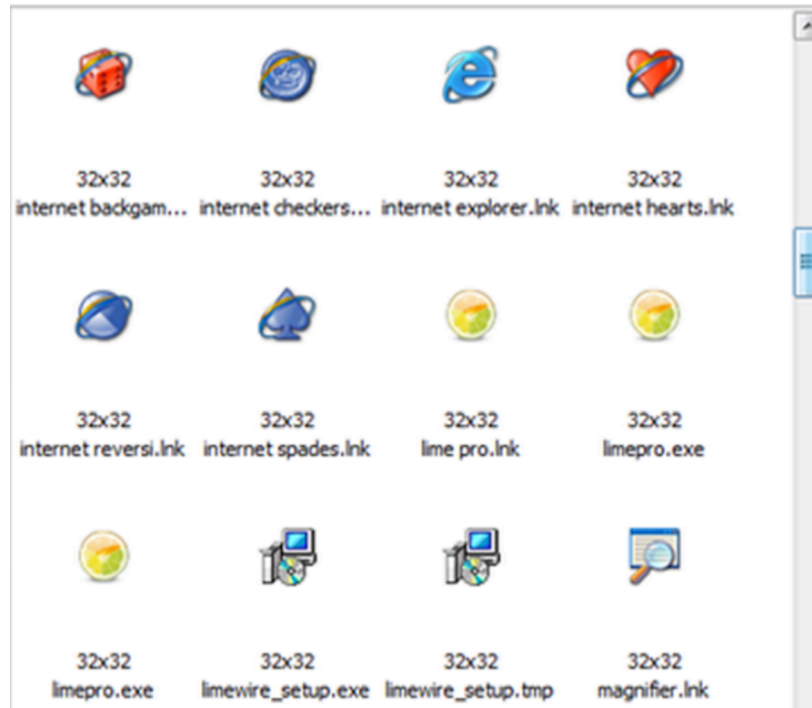 32x32 32x32 32x32 32x32
internet backgam... internet checkers... internet explorer.lnk internet hearts.lnk
32x32 32x32 32x32 32x32
internet reversi.lnk internet spades.lnk lime pro.lnk limepro.exe
32x32 32x32 32x32 32x32
limepro.exe limewire_setup.exe limewire_setup.tmp magnifier.lnk